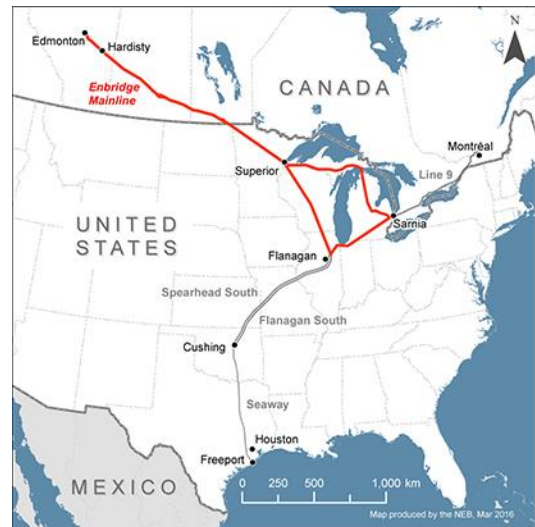 N
Edmonton
Hardisty
Enbridge
Mainline
CANADA
Montréal
Superior
Line 9
Sarnia
UNITED
STATES
Flanagan
Spearhead South
Flanagan South
Cushing
Seaway
Houston
Freeport
MEXICO
0 250 500 1,000 km
Map produced by the NEB, Mar 2016